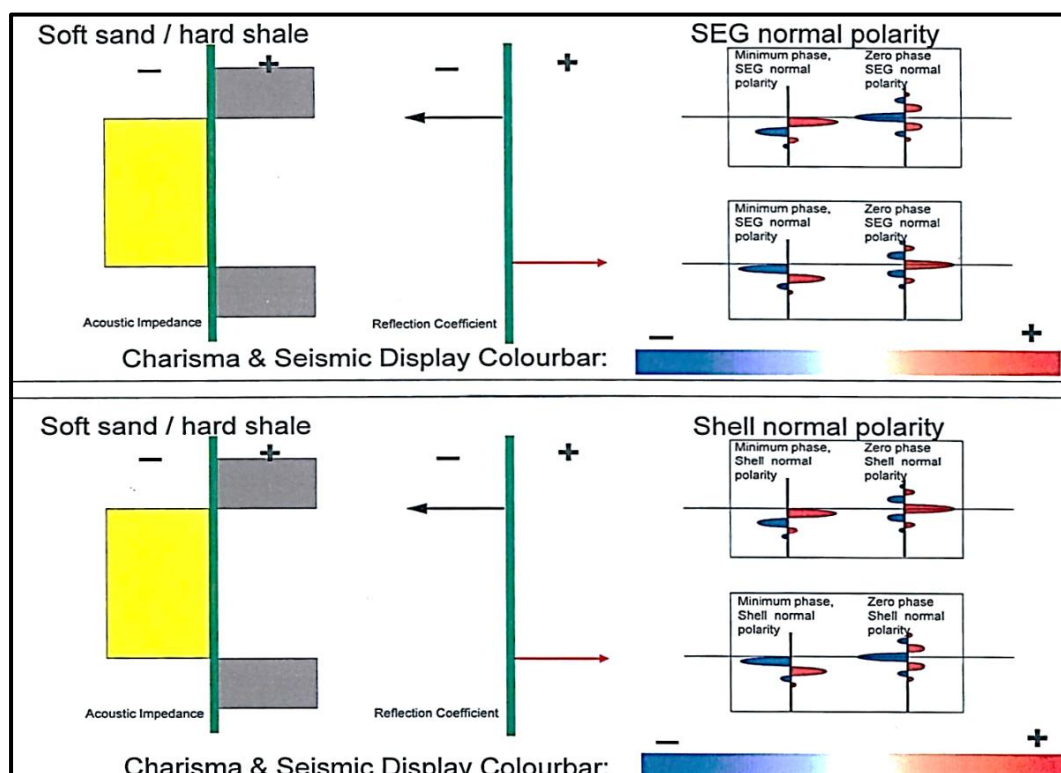 Soft sand / hard shale
SEG normal polarity
− + − +
Minimum phase,
SEG normal
polarity
Zero phase
SEG normal
polarity
Minimum phase,
SEG normal
polarity
Zero phase
SEG normal
polarity
Acoustic Impedance
Reflection Coefficient
− +
Charisma & Seismic Display Colourbar:
Soft sand / hard shale
Shell normal polarity
− + − +
Minimum phase,
Shell normal
polarity
Zero phase
Shell normal
polarity
Minimum phase,
Shell normal
polarity
Zero phase
Shell normal
polarity
Acoustic Impedance
Reflection Coefficient
− +
Charisma & Seismic Display Colourbar: